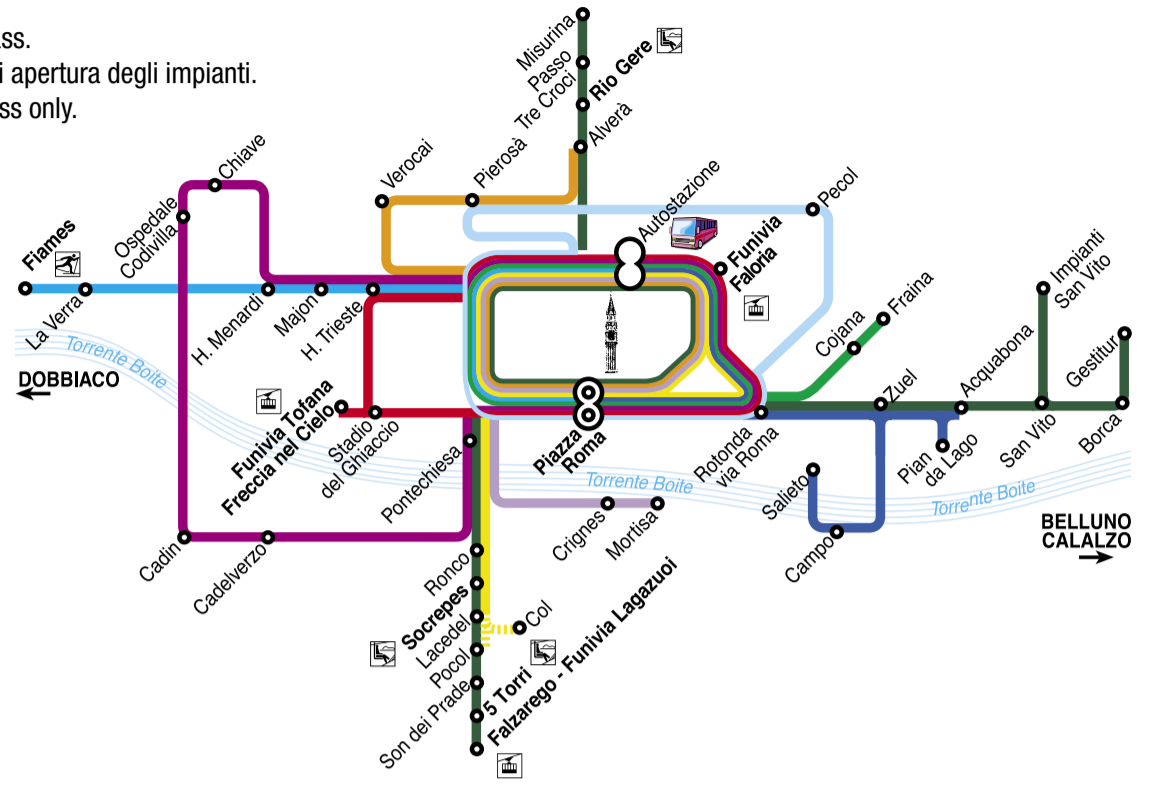 ss.
i apertura degli impianti.
ss only.
Misurina
Passo
Tre Croci
Rio Gere
Alverà
Chiave
Verocai
Pierosà
Autostazione
Pecol
Ospedale
Codivilla
Fiames
Funivia
Faloria
Impianti
San Vito
La Verra
H. Menardi
Majon
H. Trieste
Cojana
Fraina
Torrente Boite
DOBBIACO
Zuel
Acquabona
Gestitur
Funivia Tofana
Freccia nel Cielo
Stadio
del Ghiaccio
Pontechiesa
Piazza
Roma
Rotonda
via Roma
Pian
da Lago
San Vito
Borca
Torrente Boite
Salieto
Torrente Boite
Crignes
Mortisa
Campo
BELLUNO
CALALZO
Cadin
Cadelverzo
Ronco
Socrepes
Lacedel
Col
Pocol
Son dei Prade
5 Torri
Falzarego - Funivia Lagazuoi